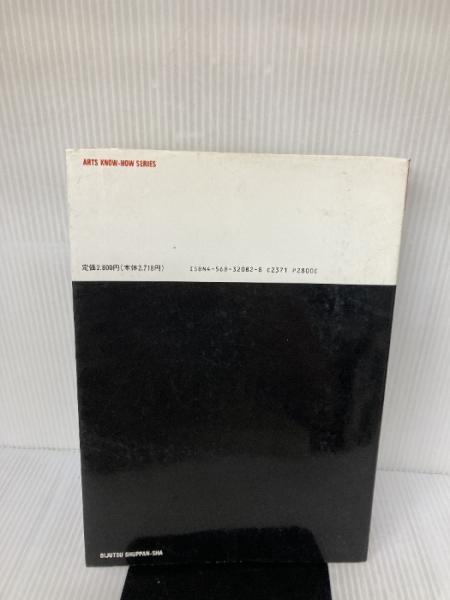 ARTS KNOW-HOW SERIES
定価2,800円(本体2,718円)
ISBN4-568-32082-8 C2371 P2800E
BIJUTSU SHUPPAN-SHA